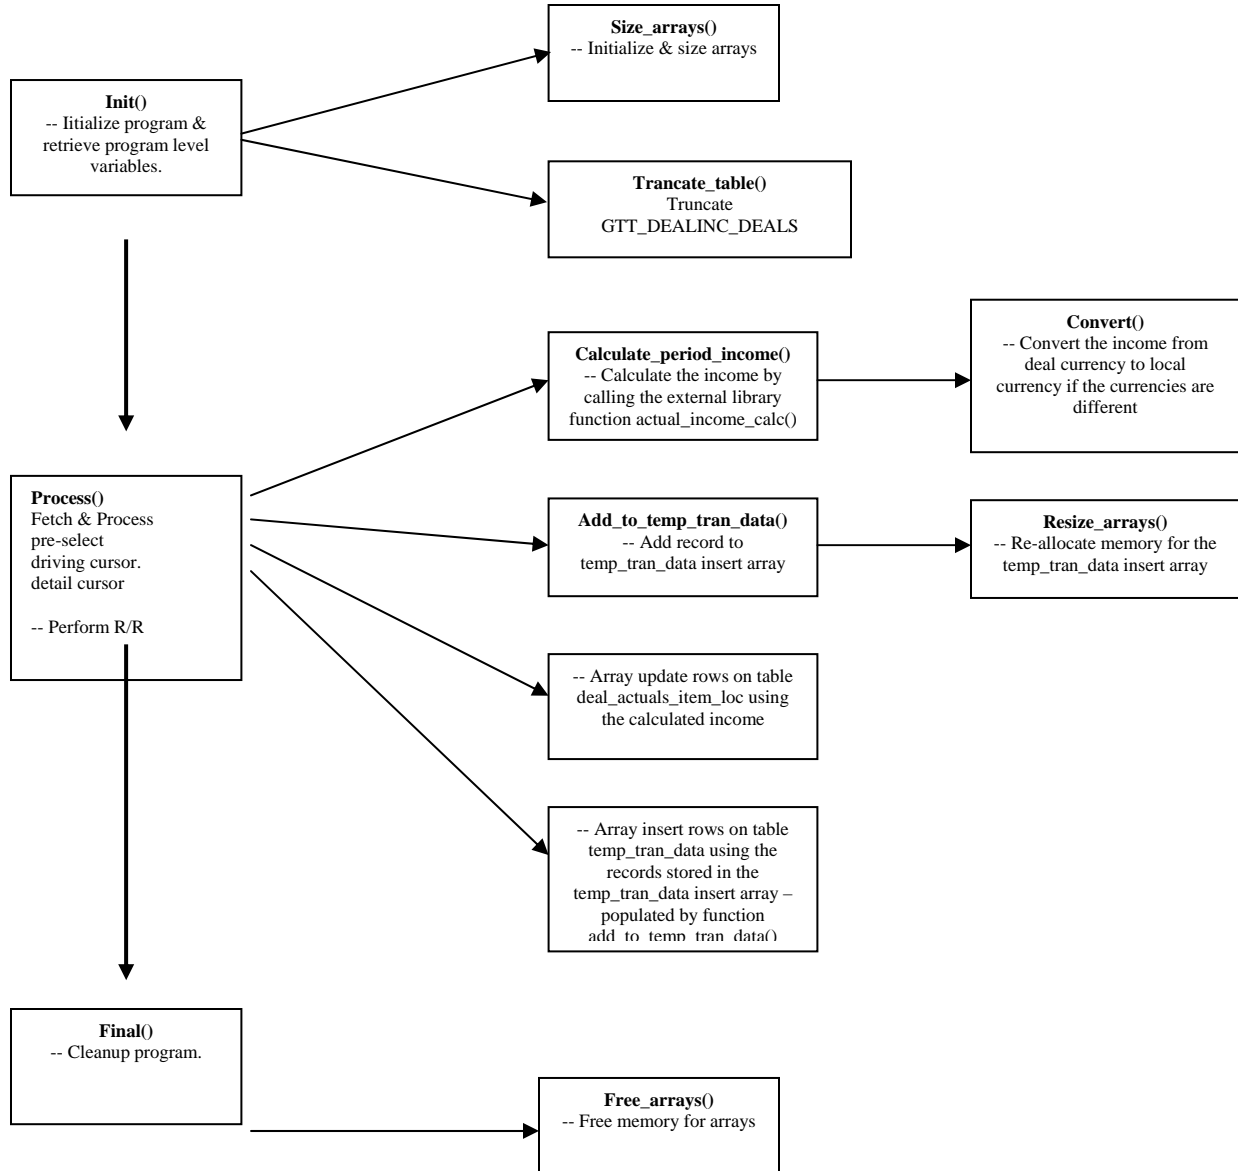 Size_arrays()
-- Initialize & size arrays
Init()
-- Iitialize program &
retrieve program level
variables.
Trancate_table()
Truncate
GTT_DEALINC_DEALS
Calculate_period_income()
-- Calculate the income by
calling the external library
function actual_income_calc()
Convert()
-- Convert the income from
deal currency to local
currency if the currencies are
different
Process()
Fetch & Process
pre-select
driving cursor.
detail cursor
-- Perform R/R
Add_to_temp_tran_data()
-- Add record to
temp_tran_data insert array
Resize_arrays()
-- Re-allocate memory for the
temp_tran_data insert array
-- Array update rows on table
deal_actuals_item_loc using
the calculated income
-- Array insert rows on table
temp_tran_data using the
records stored in the
temp_tran_data insert array –
populated by function
add_to_temp_tran_data()
Final()
-- Cleanup program.
Free_arrays()
-- Free memory for arrays